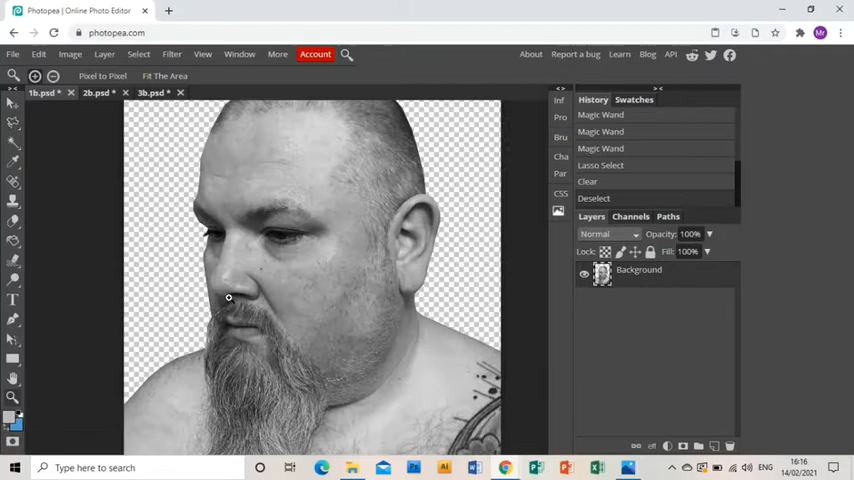 Photopea | Online Photo Editor
photopea.com
File Edit Image Layer Select Filter View Window More Account
About Report a bug Learn Blog API
Pixel to Pixel Fit The Area
1b.psd * 2b.psd * 3b.psd *
Inf
Pro
Bru
Cha
Par
CSS
History Swatches
Magic Wand
Magic Wand
Magic Wand
Lasso Select
Clear
Deselect
Layers Channels Paths
Normal Opacity: 100%
Lock: Fill: 100%
Background
eff
Type here to search
ENG
16:16
14/02/2021